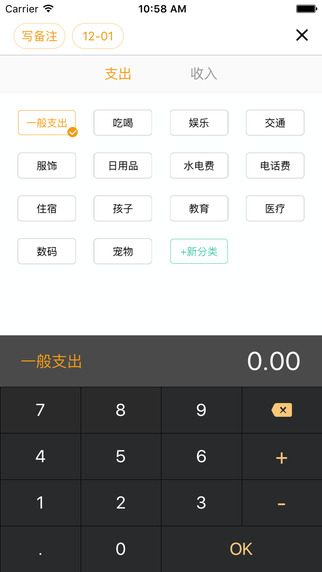 Carrier 10:58 AM
写备注 12-01
支出 收入
一般支出 吃喝 娱乐 交通
服饰 日用品 水电费 电话费
住宿 孩子 教育 医疗
数码 宠物 +新分类
一般支出 0.00
7 8 9
4 5 6 +
1 2 3 -
. 0 OK